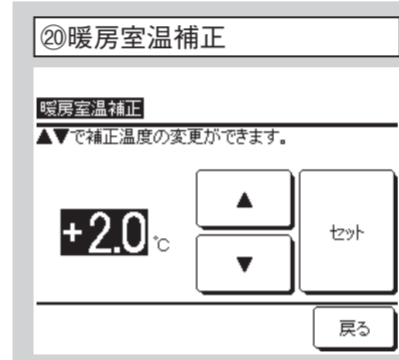 ⑳暖房室温補正
暖房室温補正
▲▼で補正温度の変更ができます。
+2.0℃
▲
▼
セット
戻る